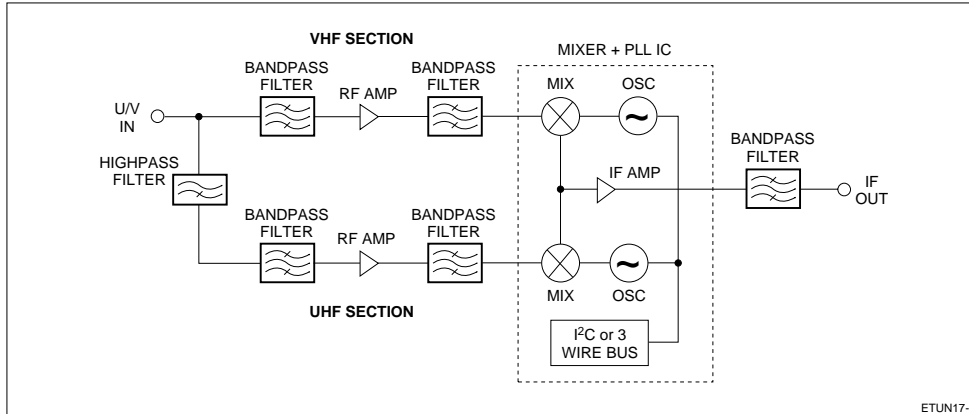 VHF SECTION
MIXER + PLL IC
BANDPASS
FILTER
RF AMP
BANDPASS
FILTER
MIX
OSC
U/V
IN
BANDPASS
FILTER
HIGHPASS
FILTER
IF AMP
IF
OUT
BANDPASS
FILTER
RF AMP
BANDPASS
FILTER
MIX
OSC
UHF SECTION
I²C or 3
WIRE BUS
ETUN17-